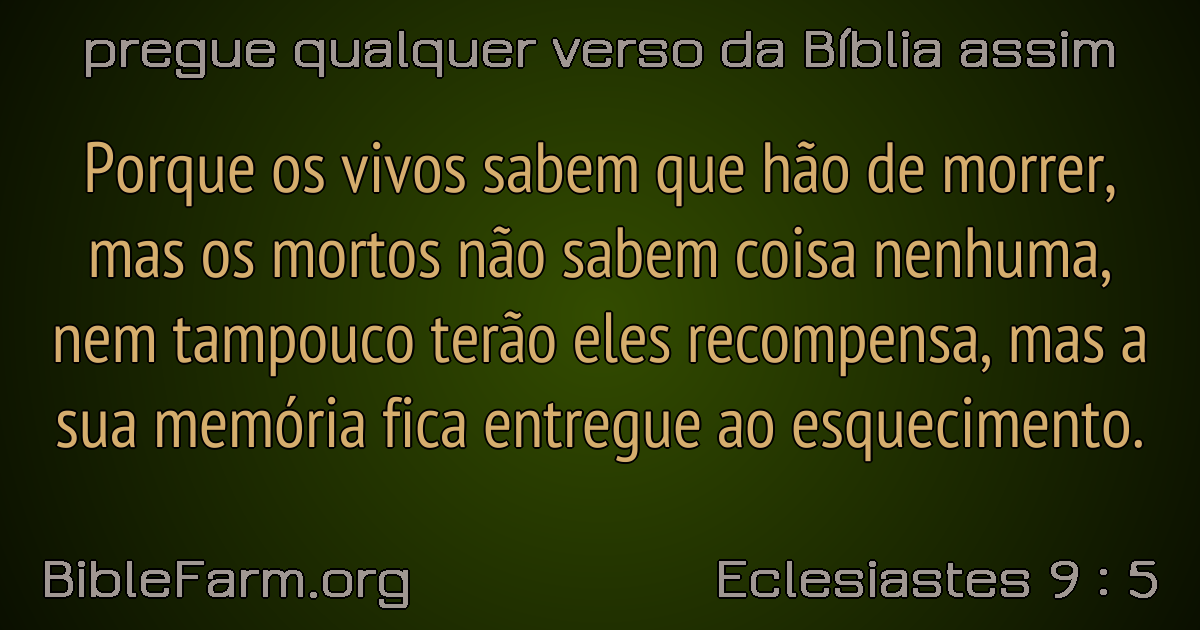 pregue qualquer verso da Bíblia assim
Porque os vivos sabem que hão de morrer,
mas os mortos não sabem coisa nenhuma,
nem tampouco terão eles recompensa, mas a
sua memória fica entregue ao esquecimento.
BibleFarm.org
Eclesiastes 9 : 5